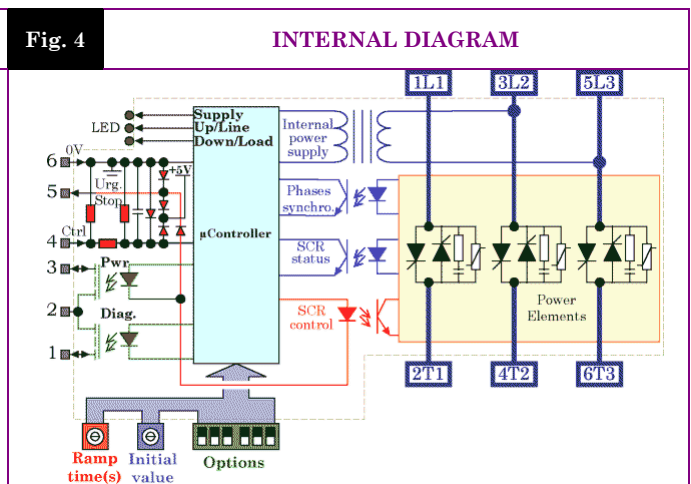 Fig. 4
INTERNAL DIAGRAM
1L1
3L2
5L3
Supply
LED
Up/Line
Down/Load
Internal
power
supply
0V
6
+5V
Urg.
Stop
5
Phases
synchro.
Ctrl
4
µController
SCR
status
3
Pwr
2
Diag.
SCR
control
Power
Elements
1
2T1
4T2
6T3
Ramp
time(s)
Initial
value
Options